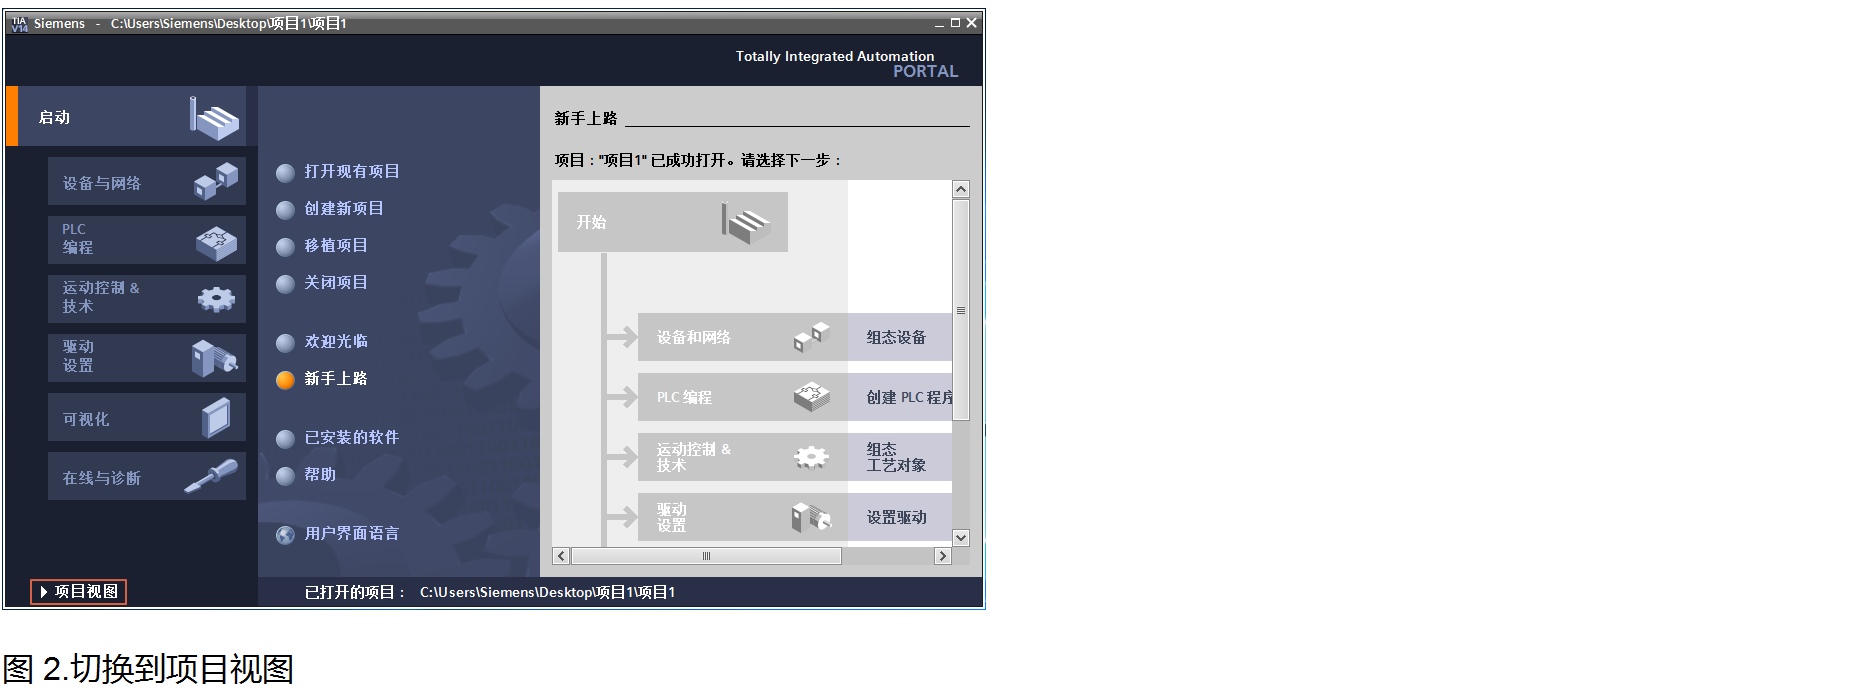 TIA V14 Siemens - C:\Users\Siemens\Desktop\项目1\项目1
Totally Integrated Automation
PORTAL
启动
设备与网络
PLC
编程
运动控制 &
技术
驱动
设置
可视化
在线与诊断
项目视图
打开现有项目
创建新项目
移植项目
关闭项目
欢迎光临
新手上路
已安装的软件
帮助
用户界面语言
新手上路
项目："项目1" 已成功打开。请选择下一步：
开始
设备和网络
组态设备
PLC 编程
创建 PLC 程序
运动控制 &
技术
组态
工艺对象
驱动
设置
设置驱动
已打开的项目： C:\Users\Siemens\Desktop\项目1\项目1
图 2.切换到项目视图